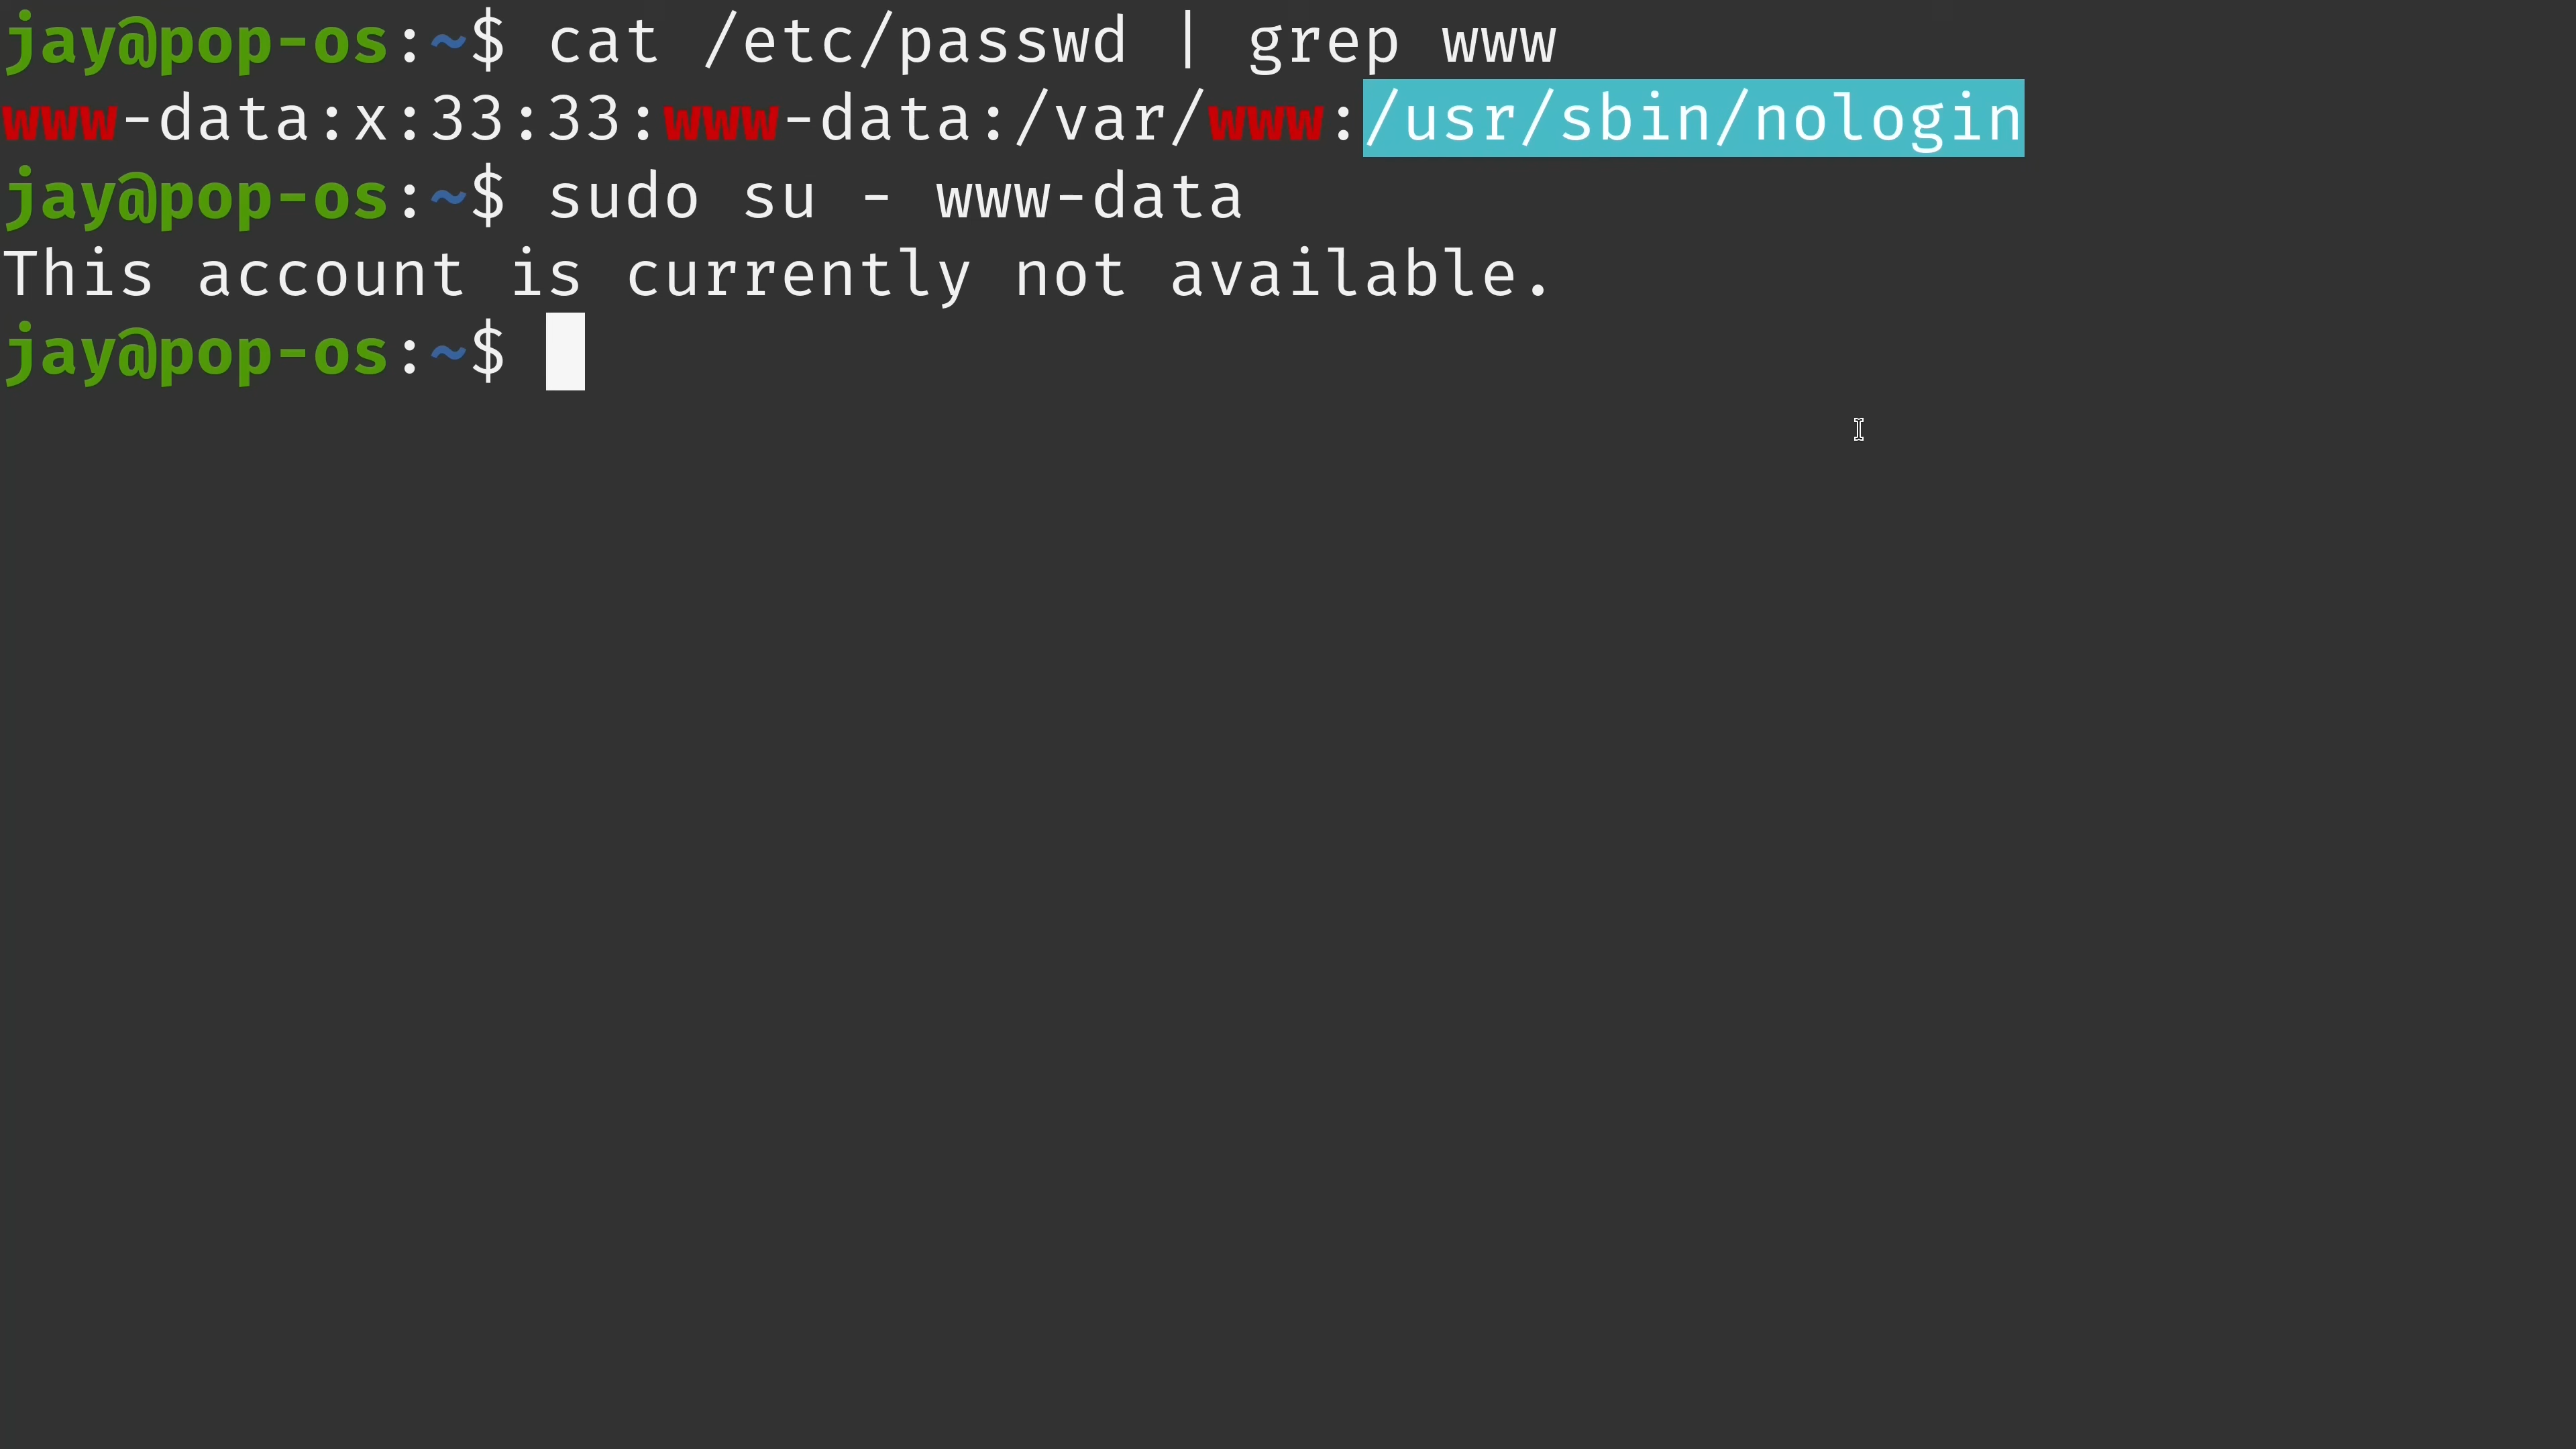 jay@pop-os:~$ cat /etc/passwd | grep www
www-data:x:33:33:www-data:/var/www:/usr/sbin/nologin
jay@pop-os:~$ sudo su - www-data
This account is currently not available.
jay@pop-os:~$